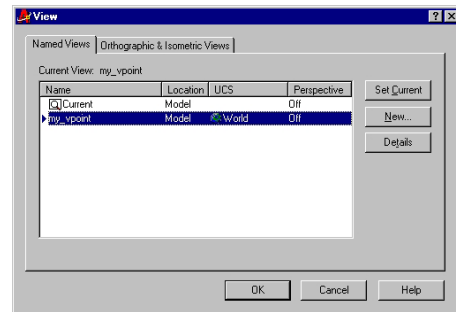 View
Named Views Orthographic & Isometric Views
Current View: my_vpoint
Name Location UCS Perspective
Current Model Off
my_vpoint Model World Off
Set Current
New...
Details
OK Cancel Help